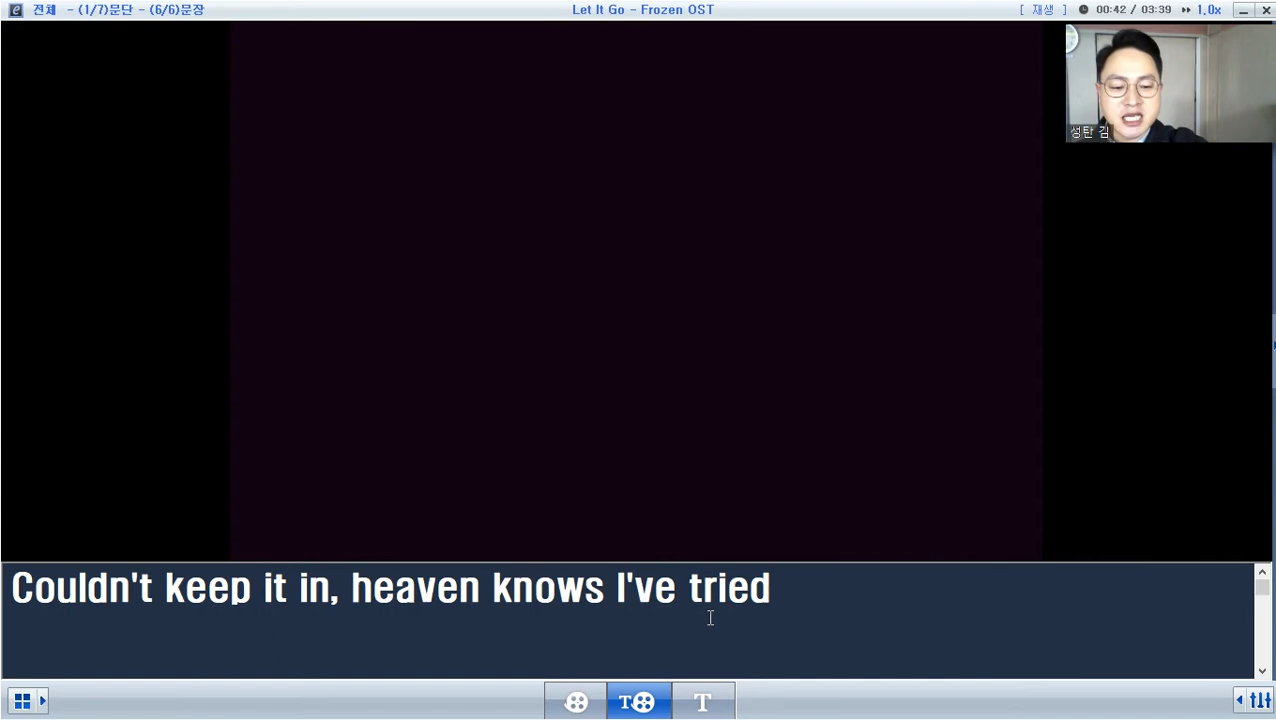 전체 - (1/7)문단 - (6/6)문장
Let It Go - Frozen OST
[ 재생 ] 00:42 / 03:39 1.0x
성탄 김
Couldn't keep it in, heaven knows I've tried
T
T